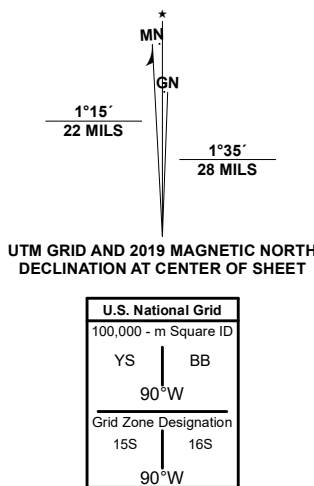 ★
MN
GN
1°15´
22 MILS
1°35´
28 MILS
UTM GRID AND 2019 MAGNETIC NORTH
DECLINATION AT CENTER OF SHEET
U.S. National Grid
100,000 - m Square ID
YS BB
90°W
Grid Zone Designation
15S 16S
90°W